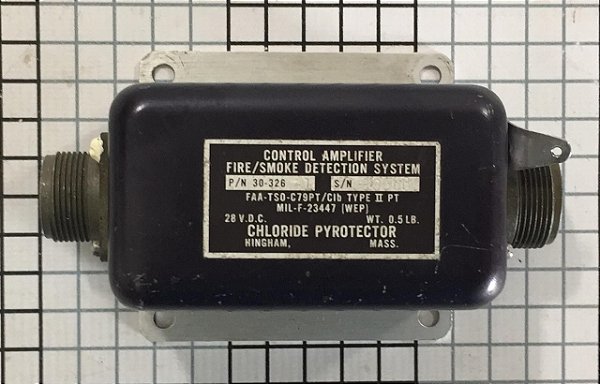 CONTROL AMPLIFIER
FIRE/SMOKE DETECTION SYSTEM
P/N 30-326 S/N
FAA-TSO-C79PT/C1b TYPE II PT
MIL-F-23447 (WEP)
28 V.D.C. WT. 0.5 LB.
CHLORIDE PYROTECTOR
HINGHAM, MASS.